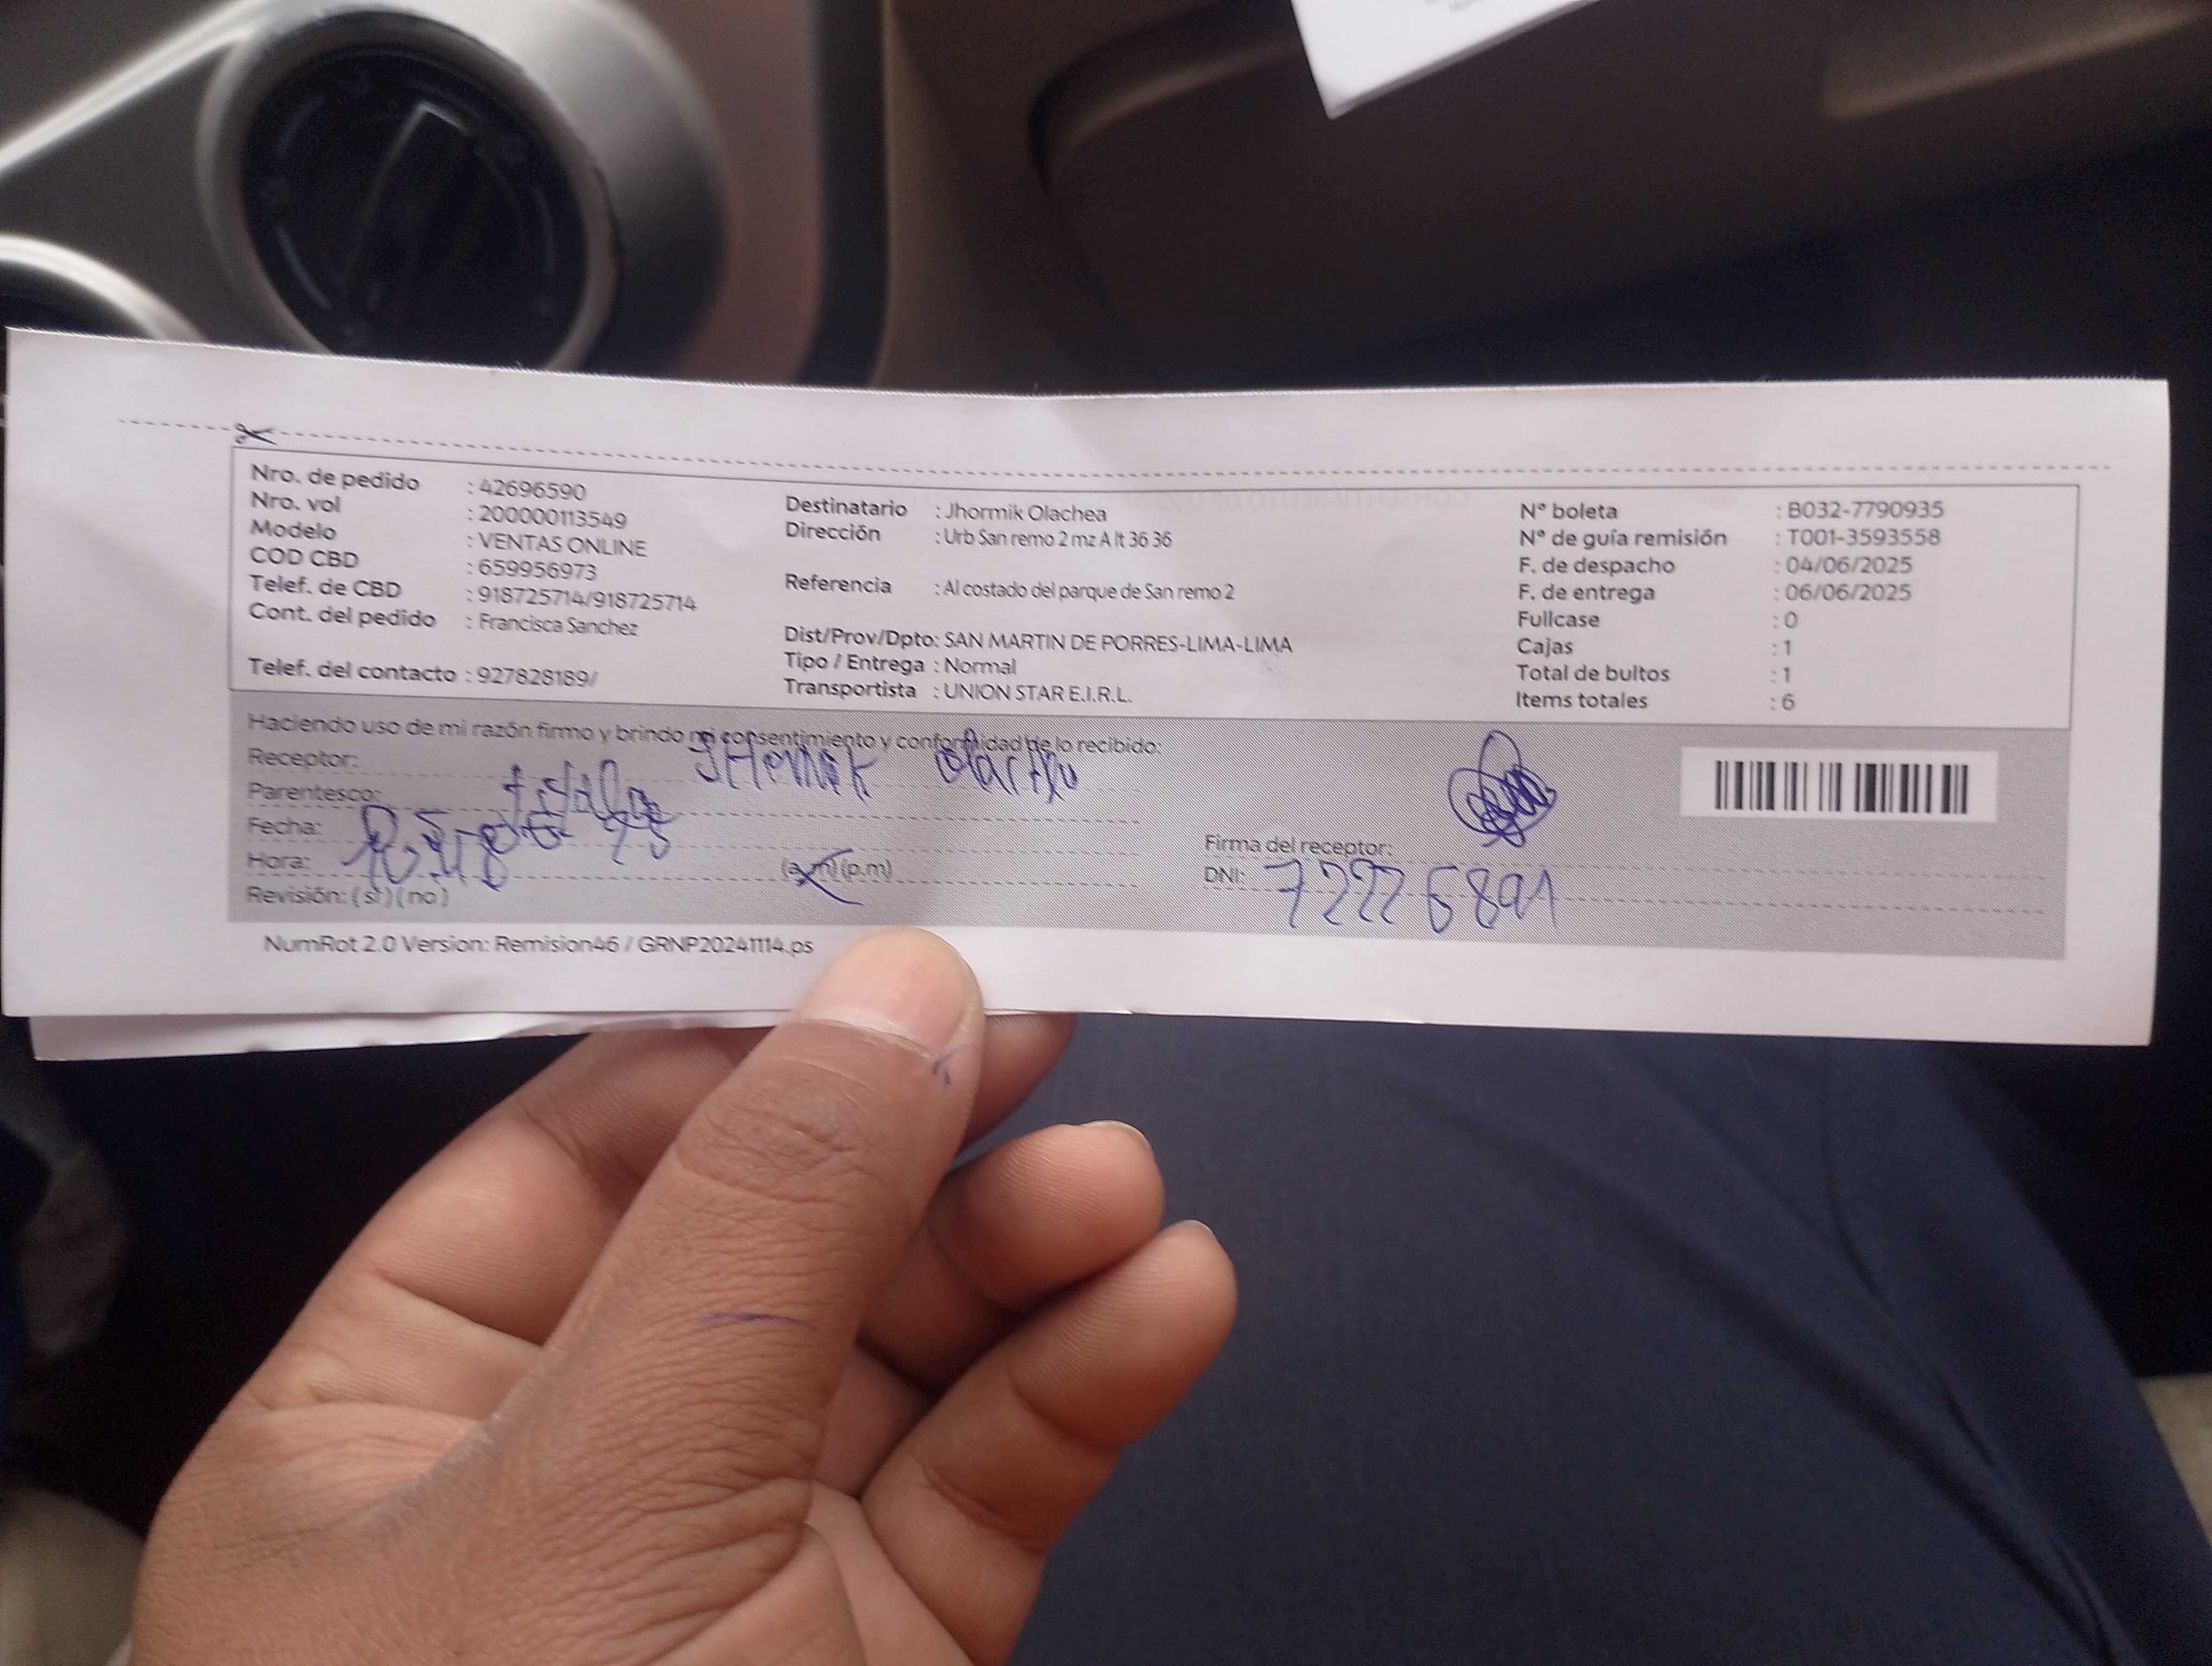 Nro. de pedido : 42696590
Nro. vol : 200000113549
Modelo : VENTAS ONLINE
COD CBD : 659956973
Telef. de CBD : 918725714/918725714
Cont. del pedido : Francisca Sanchez
Telef. del contacto : 927828189/
Destinatario : Jhormik Olachea
Dirección : Urb San remo 2 mz A lt 36 36
Referencia : Al costado del parque de San remo 2
Dist/Prov/Dpto: SAN MARTIN DE PORRES-LIMA-LIMA
Tipo / Entrega : Normal
Transportista : UNION STAR E.I.R.L.
N° boleta : B032-7790935
N° de guía remisión : T001-3593558
F. de despacho : 04/06/2025
F. de entrega : 06/06/2025
Fullcase : 0
Cajas : 1
Total de bultos : 1
Items totales : 6
Haciendo uso de mi razón firmo y brindo mi consentimiento y conformidad de lo recibido:
Receptor:
Parentesco:
Fecha:
Hora: (a.m) (p.m)
Revisión: ( si ) ( no )
Firma del receptor:
DNI: 72226891
NumRot 2.0 Version: Remision46 / GRNP20241114.ps